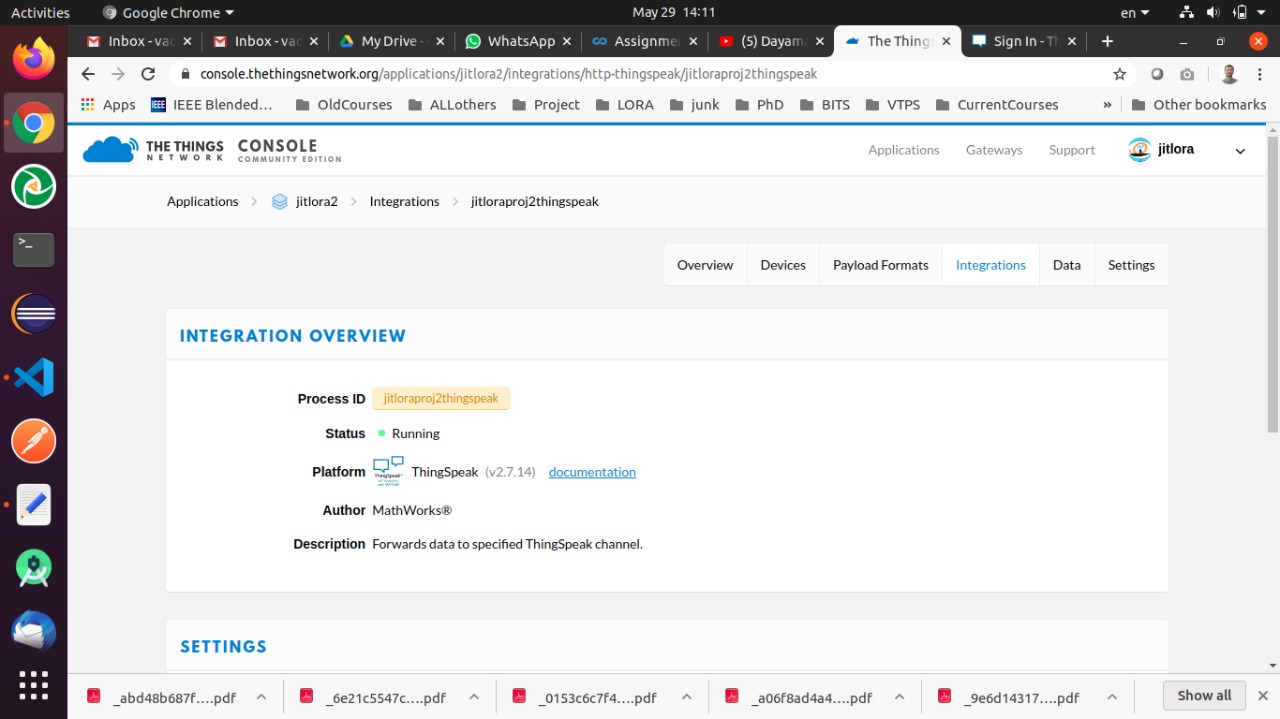 Activities
Google Chrome
May 29 14:11
en
Inbox - vac
Inbox - vac
My Drive -
WhatsApp
Assignme
(5) Dayam
The Thing
Sign In - Th
console.thethingsnetwork.org/applications/jitlora2/integrations/http-thingspeak/jitloraproj2thingspeak
Apps
IEEE
IEEE Blended…
OldCourses
ALLothers
Project
LORA
junk
PhD
BITS
VTPS
CurrentCourses
»
Other bookmarks
THE THINGS
NETWORK
CONSOLE
COMMUNITY EDITION
Applications
Gateways
Support
jitlora
Applications
jitlora2
Integrations
jitloraproj2thingspeak
Overview
Devices
Payload Formats
Integrations
Data
Settings
INTEGRATION OVERVIEW
Process ID jitloraproj2thingspeak
Status Running
Platform ThingSpeak (v2.7.14) documentation
Author MathWorks®
Description Forwards data to specified ThingSpeak channel.
SETTINGS
_abd48b687f….pdf
_6e21c5547c….pdf
_0153c6c7f4….pdf
_a06f8ad4a4….pdf
_9e6d14317….pdf
Show all